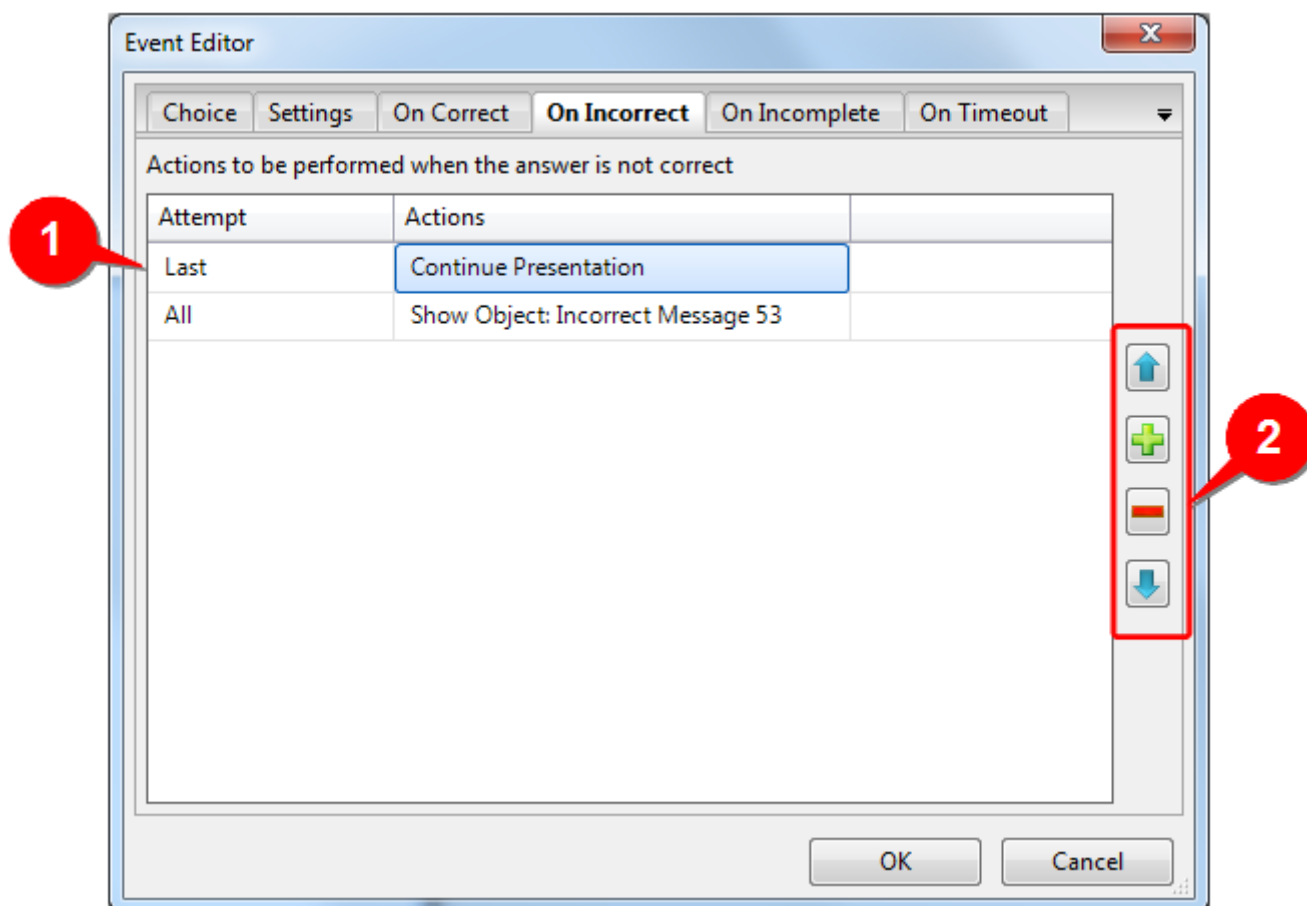 Event Editor
Choice Settings On Correct On Incorrect On Incomplete On Timeout
Actions to be performed when the answer is not correct
Attempt Actions
1
Last Continue Presentation
All Show Object: Incorrect Message 53
2
OK Cancel